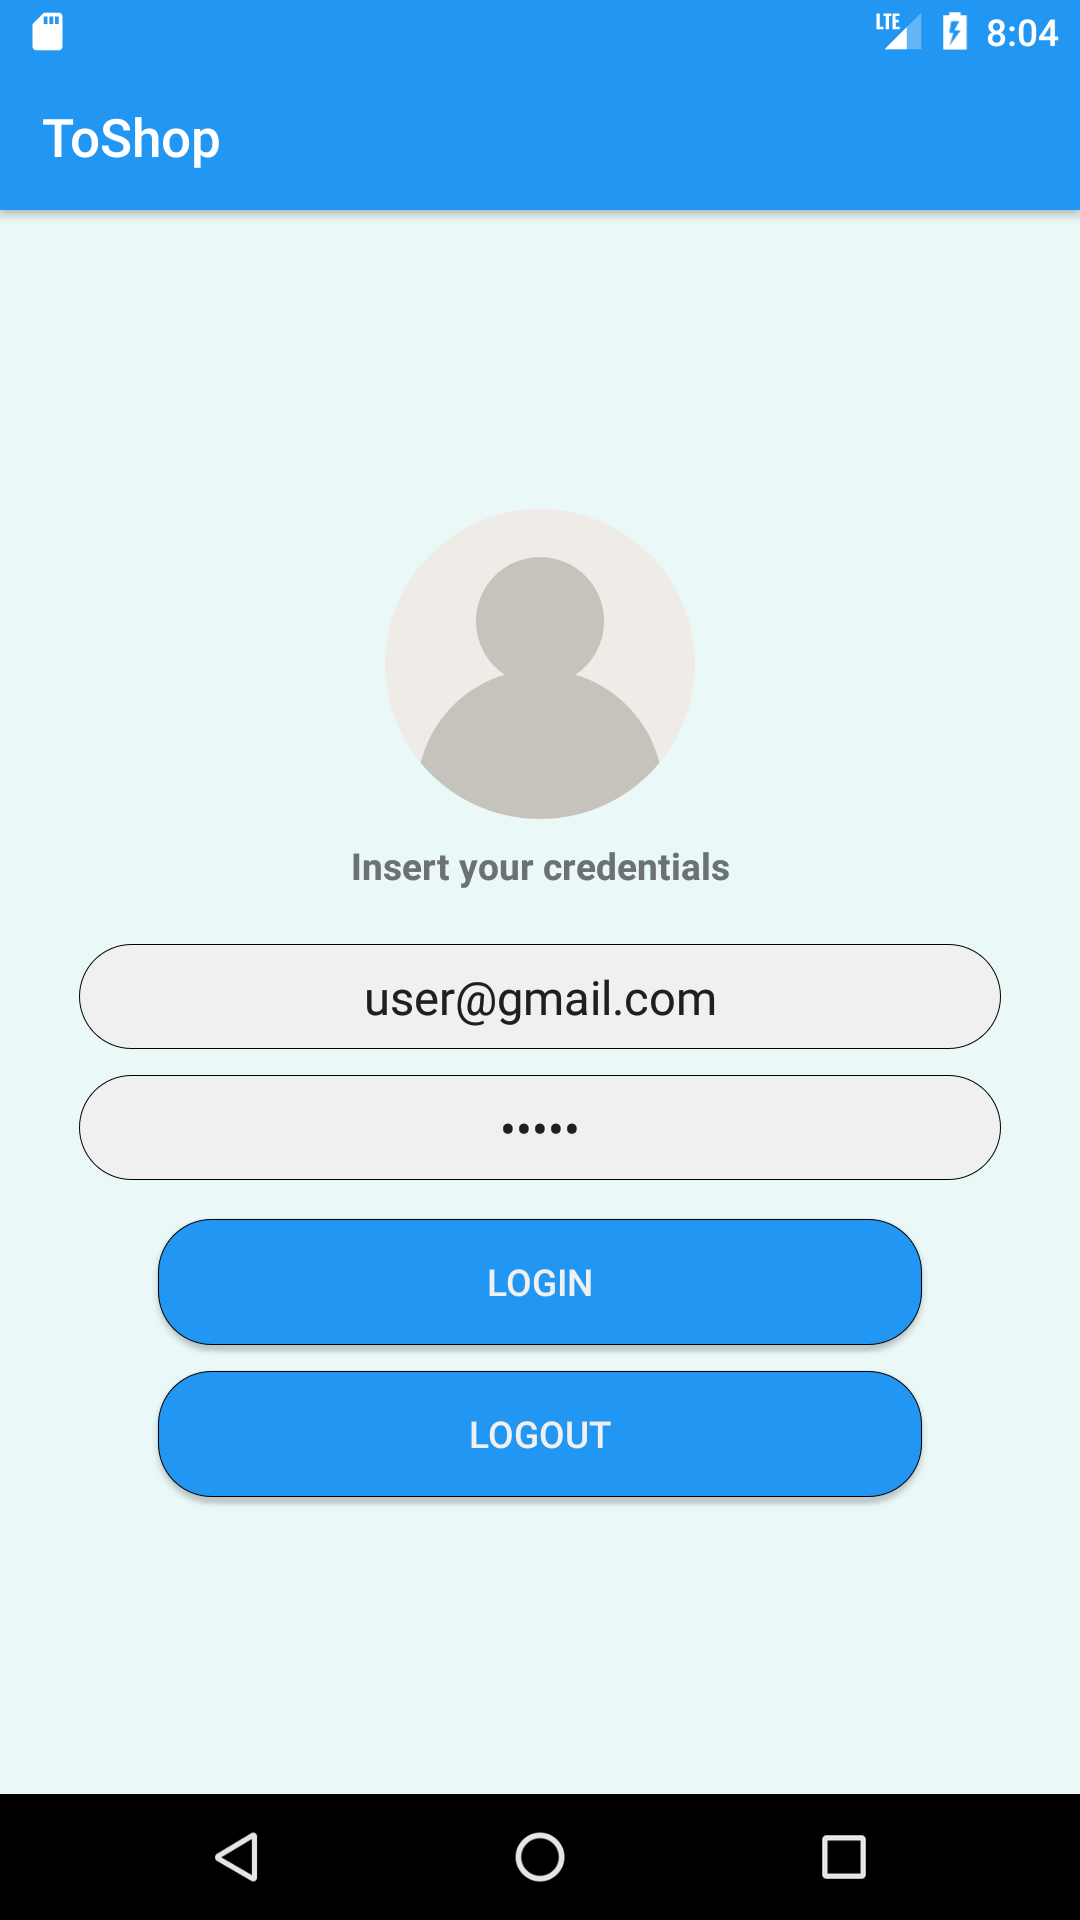 LTE 8:04
ToShop
Insert your credentials
user@gmail.com
•••••
LOGIN
LOGOUT